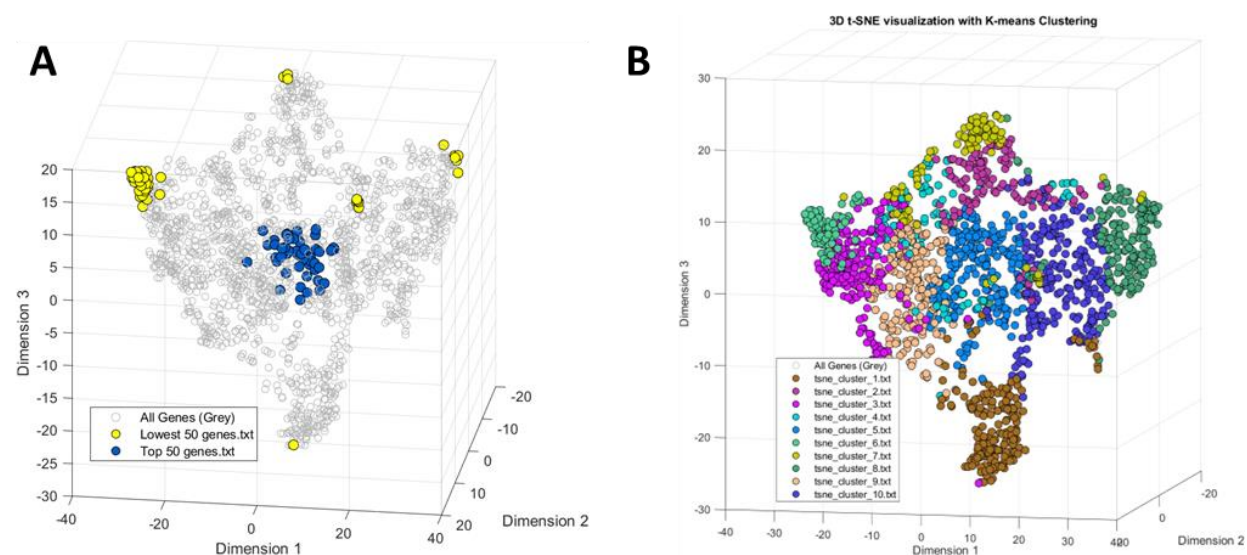 A
20
15
10
5
0
-5
-10
-15
-20
-25
-30
Dimension 3
-40
-20
0
20
40
Dimension 1
-20
-10
0
10
20
Dimension 2
All Genes (Grey)
Lowest 50 genes.txt
Top 50 genes.txt
B
3D t-SNE visualization with K-means Clustering
30
20
10
0
-10
-20
-30
Dimension 3
All Genes (Grey)
tsne_cluster_1.txt
tsne_cluster_2.txt
tsne_cluster_3.txt
tsne_cluster_4.txt
tsne_cluster_5.txt
tsne_cluster_6.txt
tsne_cluster_7.txt
tsne_cluster_8.txt
tsne_cluster_9.txt
tsne_cluster_10.txt
-40
-30
-20
-10
0
10
20
30
40
Dimension 1
-20
0
Dimension 2